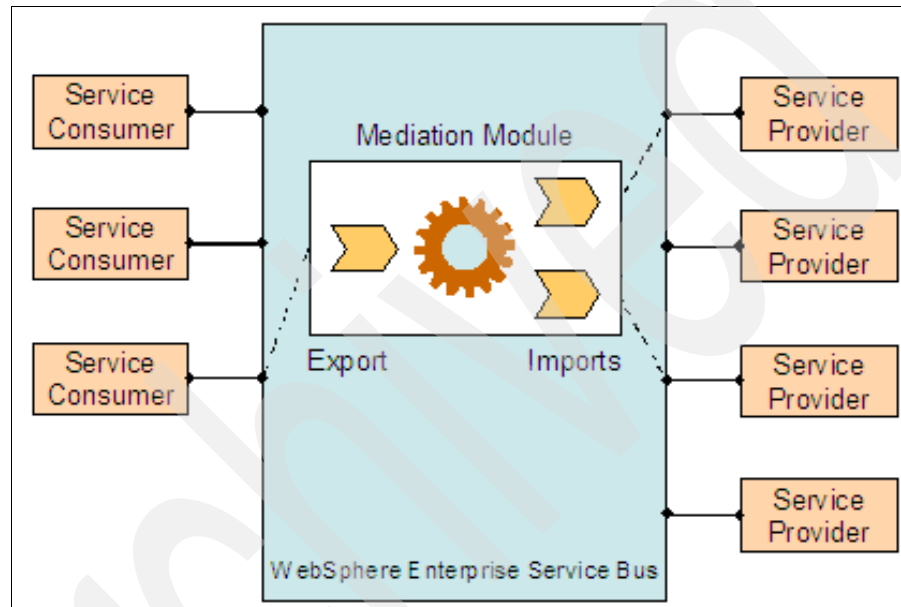 Service
Consumer
Service
Consumer
Service
Consumer
Mediation Module
Export
Imports
WebSphere Enterprise Service Bus
Service
Provider
Service
Provider
Service
Provider
Service
Provider